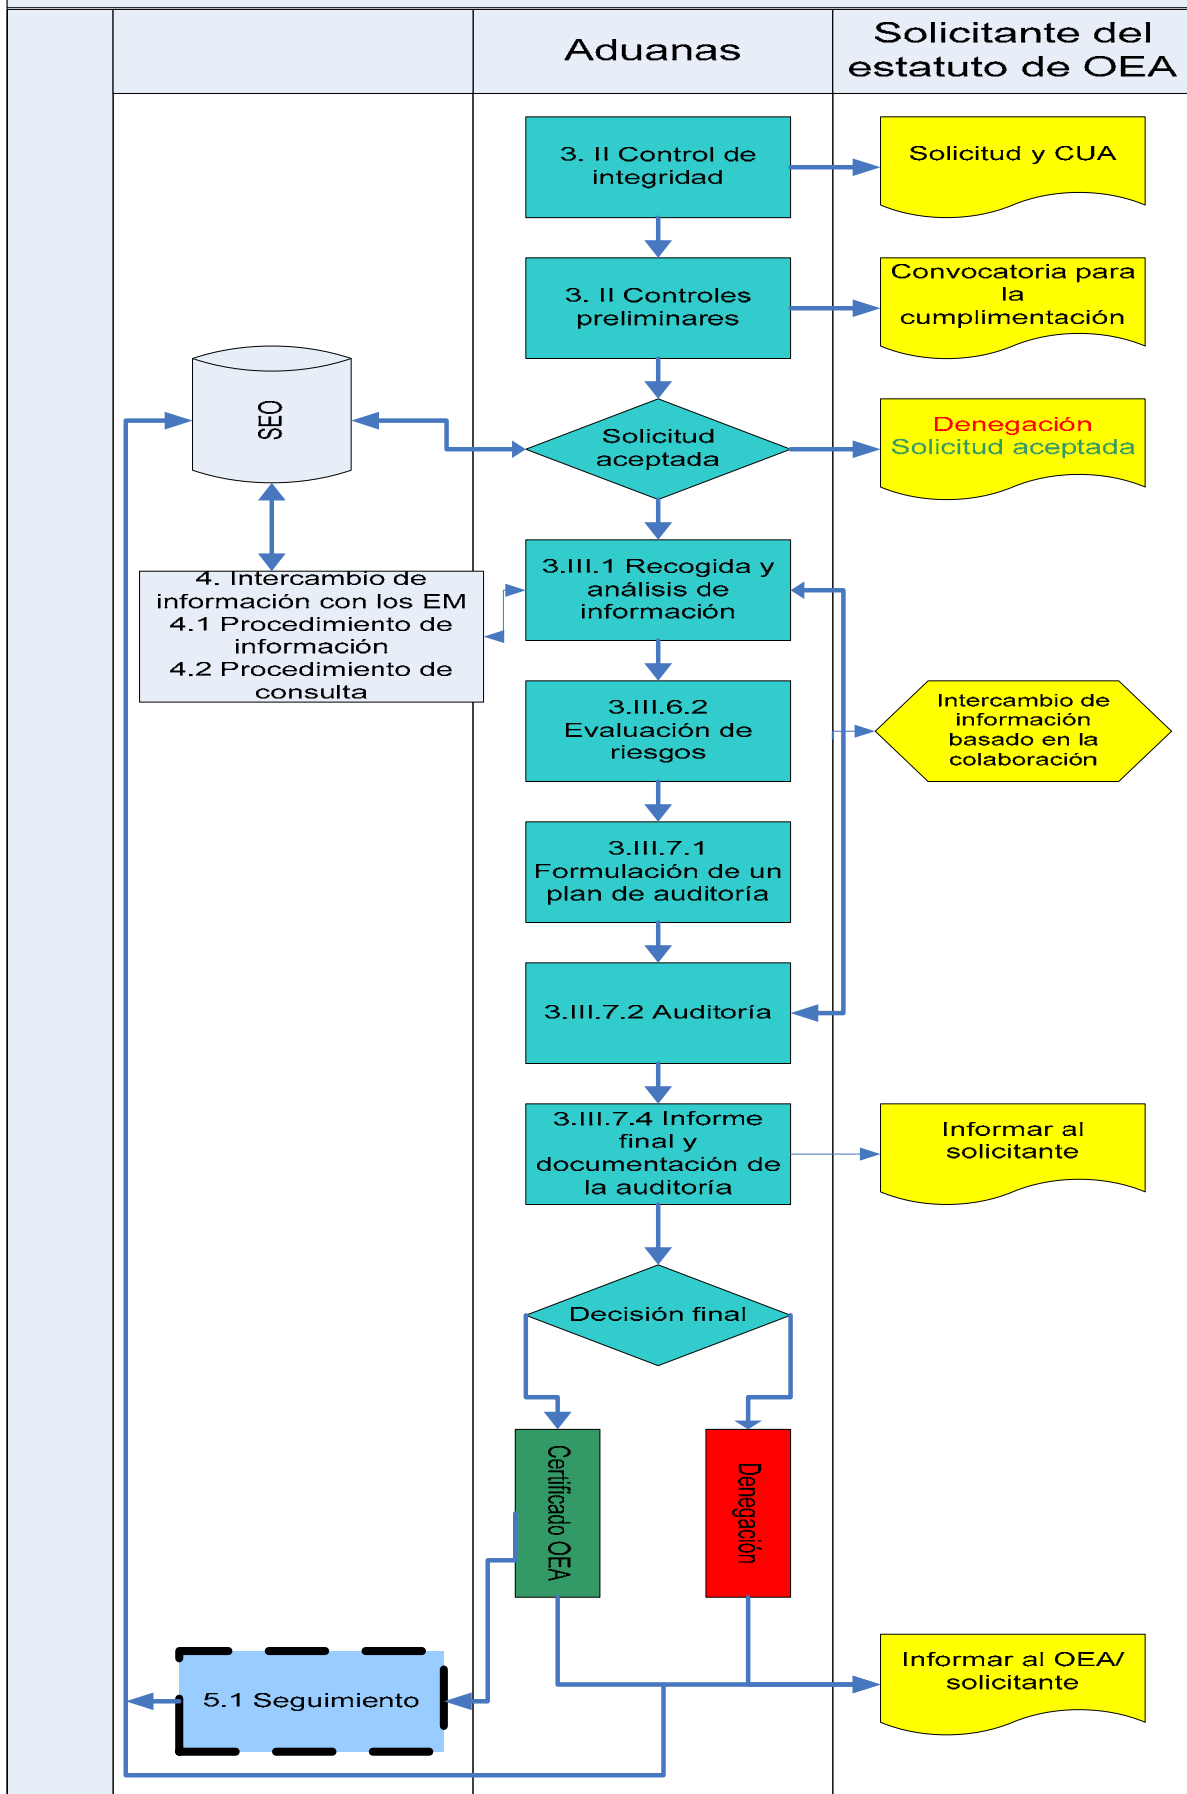 Aduanas
Solicitante del
estatuto de OEA
3. II Control de
integridad
Solicitud y CUA
3. II Controles
preliminares
Convocatoria para
la
cumplimentación
SEO
Solicitud
aceptada
Denegación
Solicitud aceptada
4. Intercambio de
información con los EM
4.1 Procedimiento de
información
4.2 Procedimiento de
consulta
3.III.1 Recogida y
análisis de
información
3.III.6.2
Evaluación de
riesgos
Intercambio de
información
basado en la
colaboración
3.III.7.1
Formulación de un
plan de auditoría
3.III.7.2 Auditoría
3.III.7.4 Informe
final y
documentación de
la auditoría
Informar al
solicitante
Decisión final
Certificado OEA
Denegación
5.1 Seguimiento
Informar al OEA/
solicitante